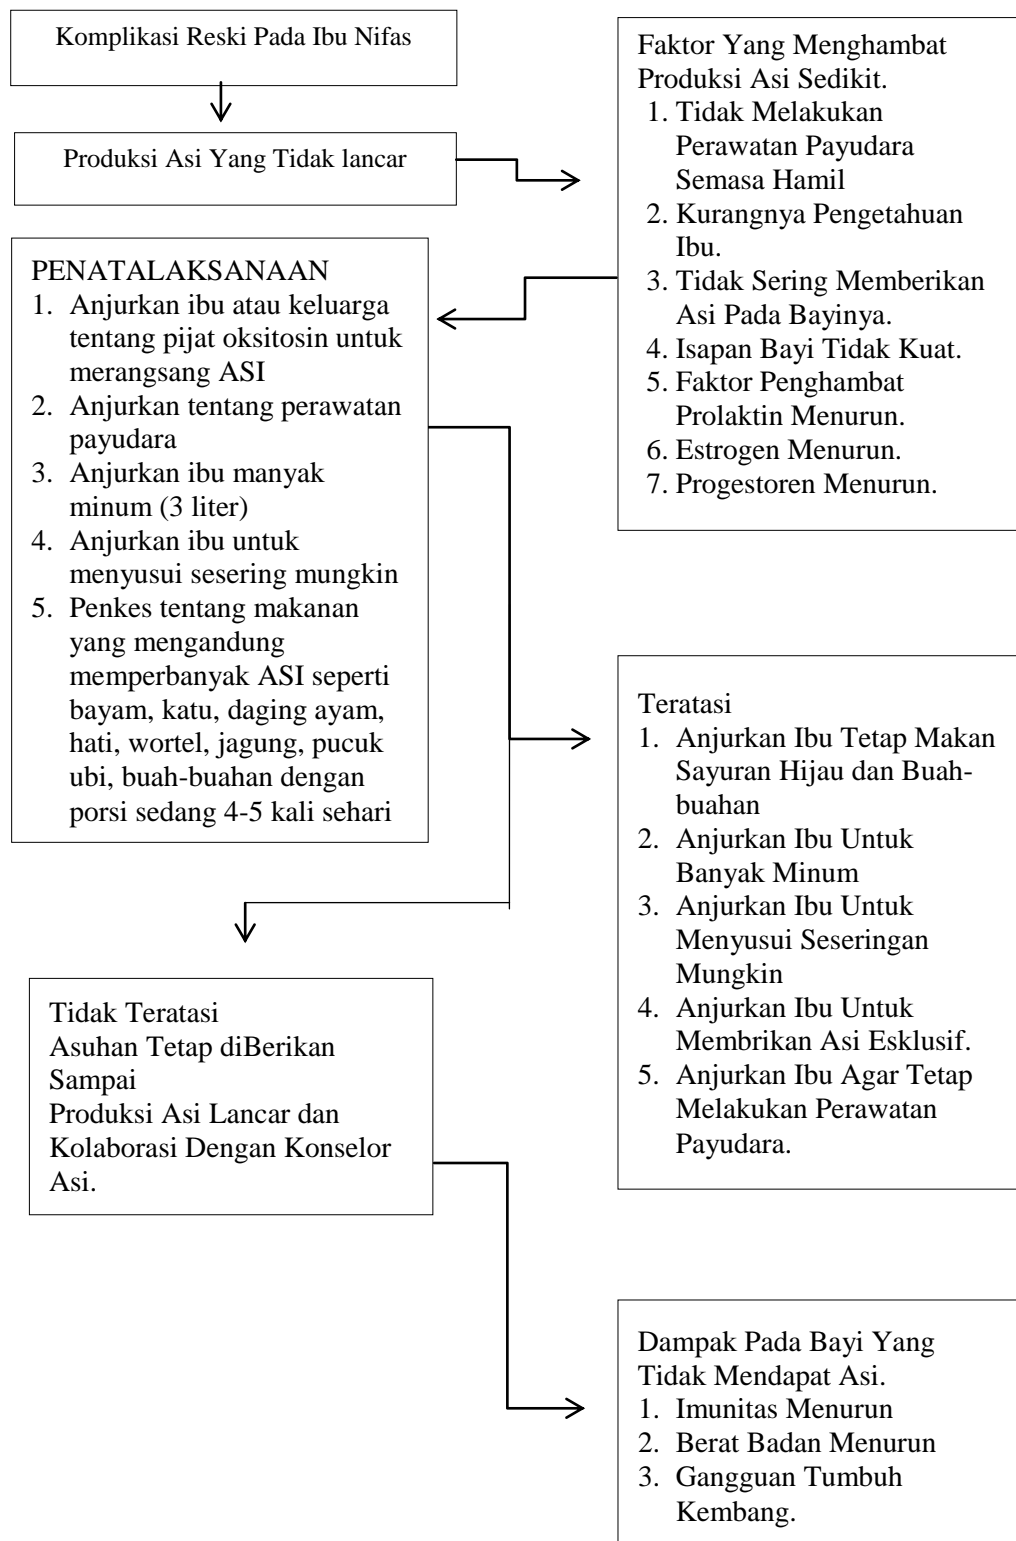 Komplikasi Reski Pada Ibu Nifas
Produksi Asi Yang Tidak lancar
Faktor Yang Menghambat
Produksi Asi Sedikit.
1. Tidak Melakukan
Perawatan Payudara
Semasa Hamil
2. Kurangnya Pengetahuan
Ibu.
3. Tidak Sering Memberikan
Asi Pada Bayinya.
4. Isapan Bayi Tidak Kuat.
5. Faktor Penghambat
Prolaktin Menurun.
6. Estrogen Menurun.
7. Progestoren Menurun.
PENATALAKSANAAN
1. Anjurkan ibu atau keluarga
tentang pijat oksitosin untuk
merangsang ASI
2. Anjurkan tentang perawatan
payudara
3. Anjurkan ibu manyak
minum (3 liter)
4. Anjurkan ibu untuk
menyusui sesering mungkin
5. Penkes tentang makanan
yang mengandung
memperbanyak ASI seperti
bayam, katu, daging ayam,
hati, wortel, jagung, pucuk
ubi, buah-buahan dengan
porsi sedang 4-5 kali sehari
Teratasi
1. Anjurkan Ibu Tetap Makan
Sayuran Hijau dan Buah-
buahan
2. Anjurkan Ibu Untuk
Banyak Minum
3. Anjurkan Ibu Untuk
Menyusui Seseringan
Mungkin
4. Anjurkan Ibu Untuk
Membrikan Asi Esklusif.
5. Anjurkan Ibu Agar Tetap
Melakukan Perawatan
Payudara.
Tidak Teratasi
Asuhan Tetap diBerikan
Sampai
Produksi Asi Lancar dan
Kolaborasi Dengan Konselor
Asi.
Dampak Pada Bayi Yang
Tidak Mendapat Asi.
1. Imunitas Menurun
2. Berat Badan Menurun
3. Gangguan Tumbuh
Kembang.